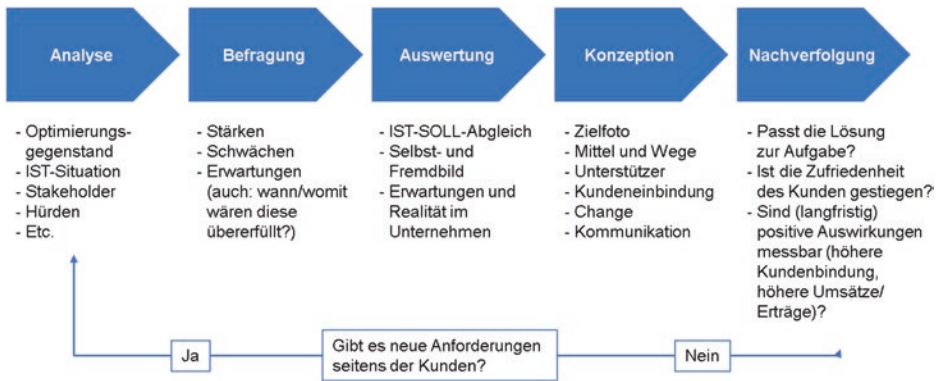 Analyse
Befragung
Auswertung
Konzeption
Nachverfolgung
- Optimierungs-
gegenstand
- IST-Situation
- Stakeholder
- Hürden
- Etc.
- Stärken
- Schwächen
- Erwartungen
(auch: wann/womit
wären diese
übererfüllt?)
- IST-SOLL-Abgleich
- Selbst- und
Fremdbild
- Erwartungen und
Realität im
Unternehmen
- Zielfoto
- Mittel und Wege
- Unterstützer
- Kundeneinbindung
- Change
- Kommunikation
- Passt die Lösung
zur Aufgabe?
- Ist die Zufriedenheit
des Kunden gestiegen?
- Sind (langfristig)
positive Auswirkungen
messbar (höhere
Kundenbindung,
höhere Umsätze/
Erträge)?
Ja
Gibt es neue Anforderungen
seitens der Kunden?
Nein